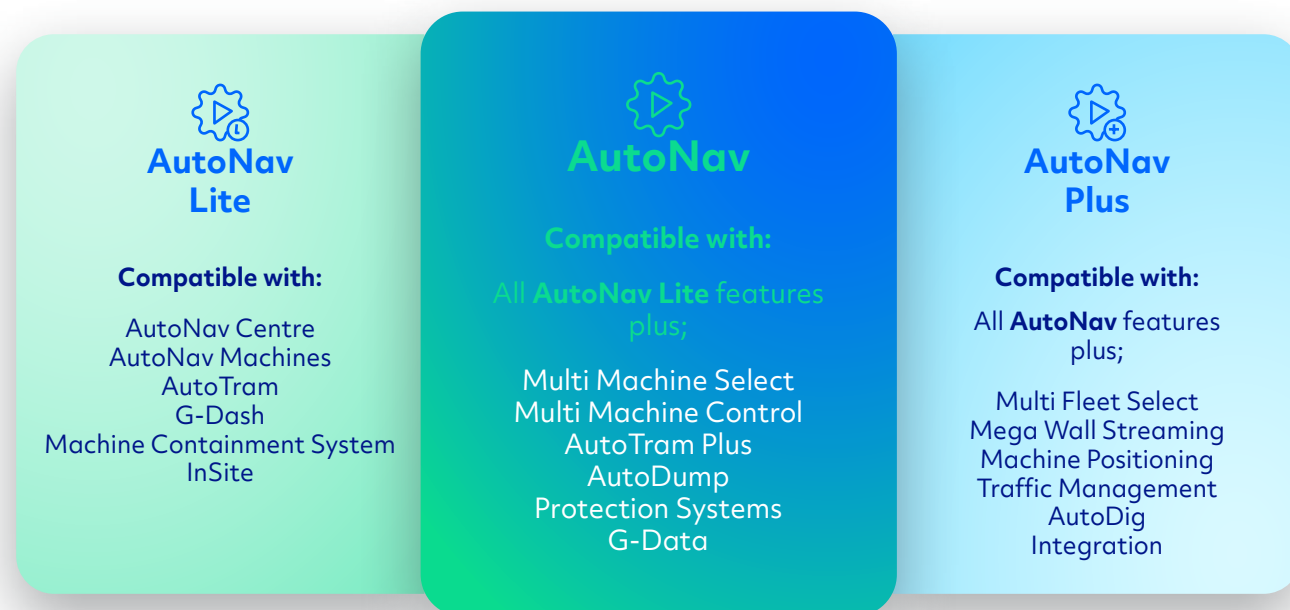 AutoNav
Lite
Compatible with:
AutoNav Centre
AutoNav Machines
AutoTram
G-Dash
Machine Containment System
InSite
AutoNav
Compatible with:
All AutoNav Lite features
plus;
Multi Machine Select
Multi Machine Control
AutoTram Plus
AutoDump
Protection Systems
G-Data
AutoNav
Plus
Compatible with:
All AutoNav features
plus;
Multi Fleet Select
Mega Wall Streaming
Machine Positioning
Traffic Management
AutoDig
Integration